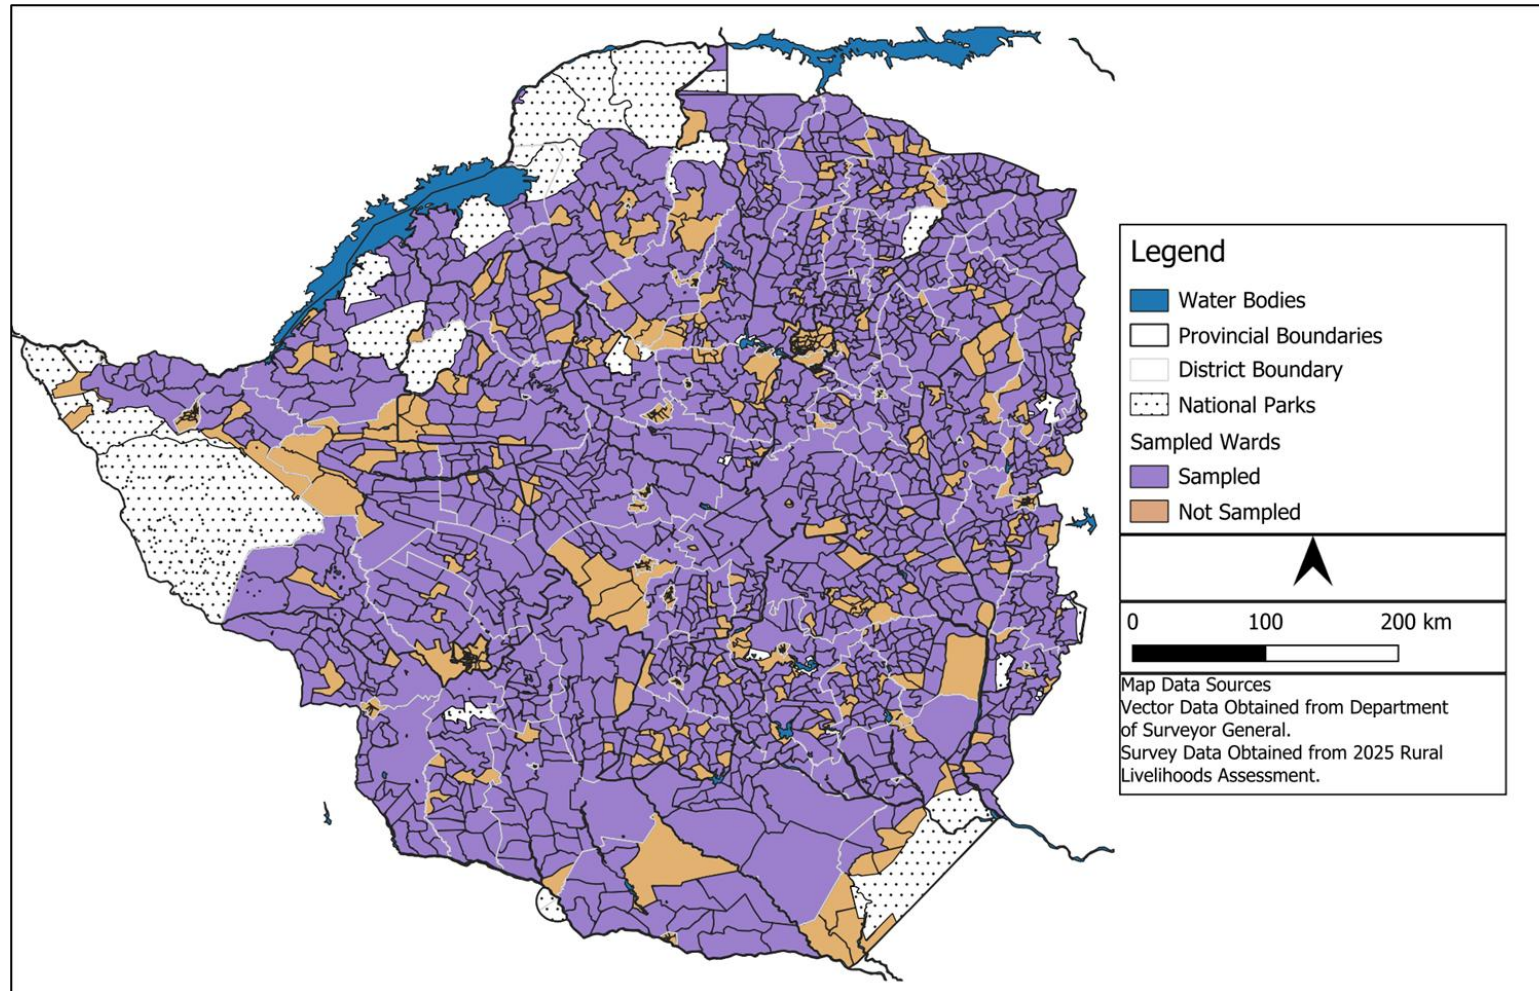 Legend
Water Bodies
Provincial Boundaries
District Boundary
National Parks
Sampled Wards
Sampled
Not Sampled
0 100 200 km
Map Data Sources
Vector Data Obtained from Department
of Surveyor General.
Survey Data Obtained from 2025 Rural
Livelihoods Assessment.